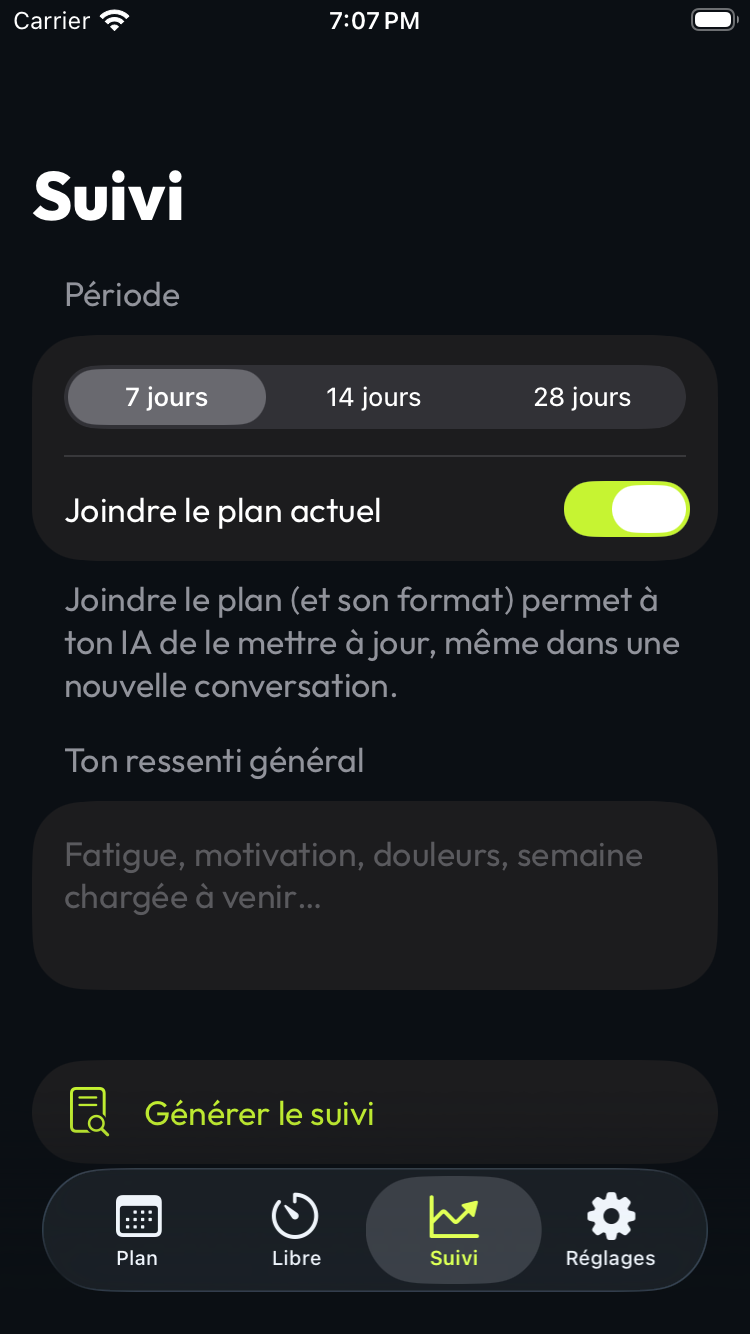 Carrier 7:07 PM
Suivi
Période
7 jours 14 jours 28 jours
Joindre le plan actuel
Joindre le plan (et son format) permet à
ton IA de le mettre à jour, même dans une
nouvelle conversation.
Ton ressenti général
Fatigue, motivation, douleurs, semaine
chargée à venir…
Générer le suivi
Plan Libre Suivi Réglages